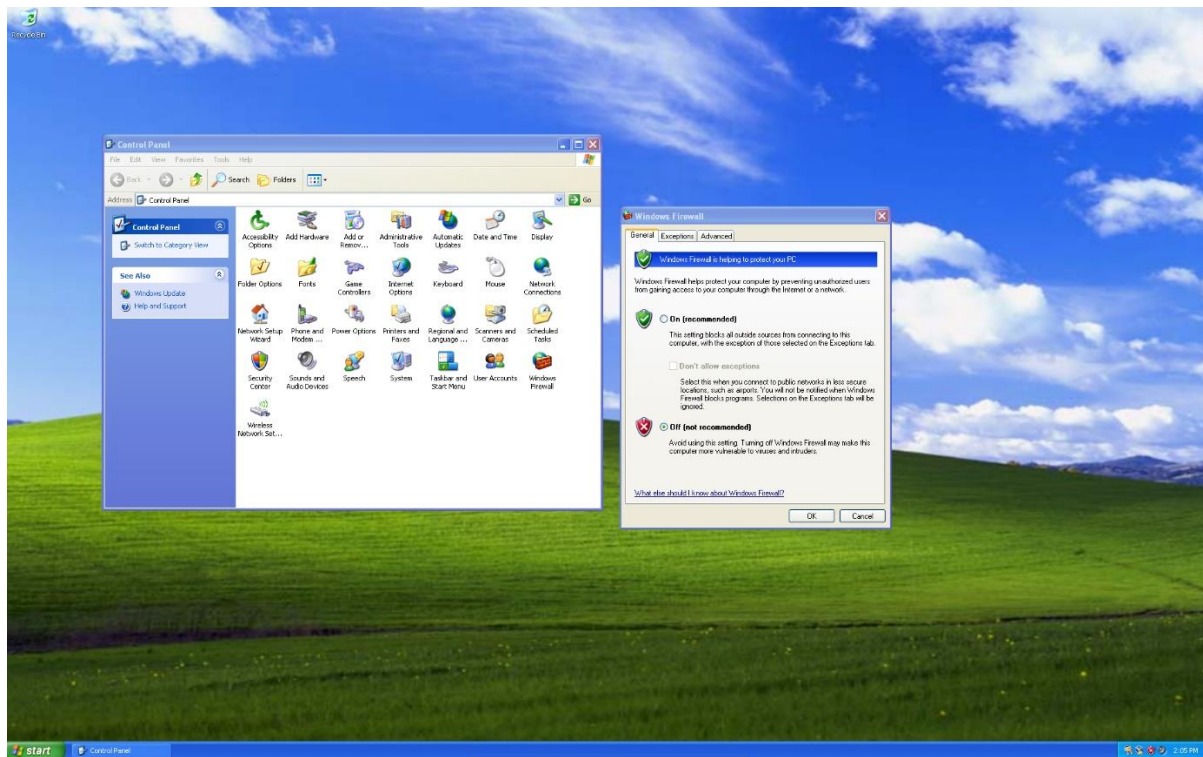 Control Panel
File Edit View Favorites Tools Help
Back Search Folders
Address Control Panel Go
Control Panel
Switch to Category View
See Also
Windows Update
Help and Support
Accessibility
Options
Add Hardware
Add or
Remov...
Administrative
Tools
Automatic
Updates
Date and Time
Display
Folder Options
Fonts
Game
Controllers
Internet
Options
Keyboard
Mouse
Network
Connections
Network Setup
Wizard
Phone and
Modem ...
Power Options
Printers and
Faxes
Regional and
Language ...
Scanners and
Cameras
Scheduled
Tasks
Security
Center
Sounds and
Audio Devices
Speech
System
Taskbar and
Start Menu
User Accounts
Windows
Firewall
Wireless
Network Set...
Windows Firewall
General Exceptions Advanced
Windows Firewall is helping to protect your PC
Windows Firewall helps protect your computer by preventing unauthorized users
from gaining access to your computer through the Internet or a network.
On (recommended)
This setting blocks all outside sources from connecting to this
computer, with the exception of those selected on the Exceptions tab.
Don't allow exceptions
Select this when you connect to public networks in less secure
locations, such as airports. You will not be notified when Windows
Firewall blocks programs. Selections on the Exceptions tab will be
ignored.
Off (not recommended)
Avoid using this setting. Turning off Windows Firewall may make this
computer more vulnerable to viruses and intruders.
What else should I know about Windows Firewall?
OK Cancel
start Control Panel 2:05 PM